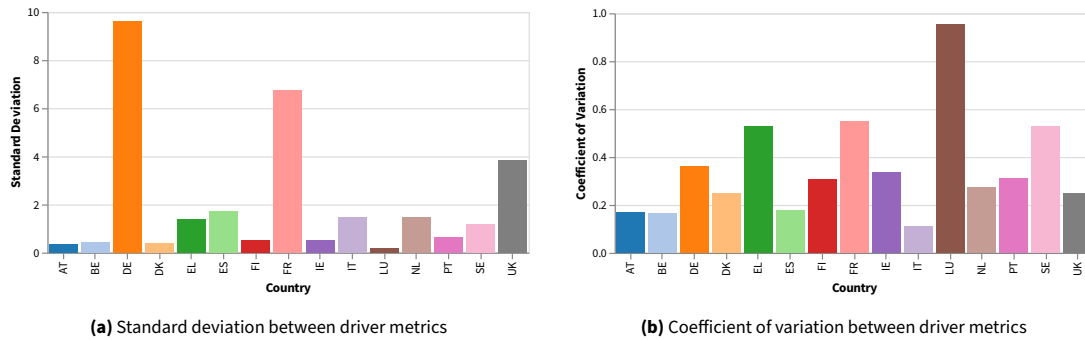 10
8
6
4
2
0
Standard Deviation
AT BE DE DK EL ES FI FR IE IT LU NL PT SE UK
Country
(a) Standard deviation between driver metrics
1.0
0.8
0.6
0.4
0.2
0.0
Coefficient of Variation
AT BE DE DK EL ES FI FR IE IT LU NL PT SE UK
Country
(b) Coefficient of variation between driver metrics